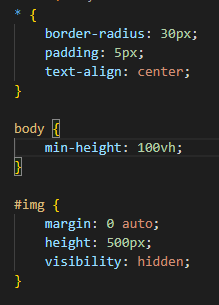 * {
border-radius: 30px;
padding: 5px;
text-align: center;
}
body {
min-height: 100vh;
}
#img {
margin: 0 auto;
height: 500px;
visibility: hidden;
}